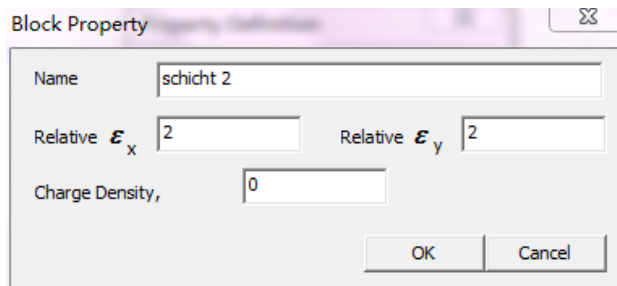 Block Property
Name schicht 2
Relative ε x 2 Relative ε y 2
Charge Density, 0
OK Cancel